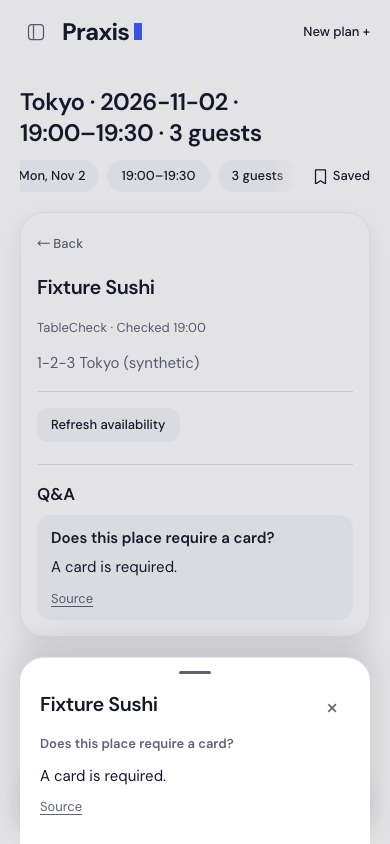 Praxis
New plan +
Tokyo · 2026-11-02 ·
19:00–19:30 · 3 guests
Mon, Nov 2
19:00–19:30
3 guests
Saved
← Back
Fixture Sushi
TableCheck · Checked 19:00
1-2-3 Tokyo (synthetic)
Refresh availability
Q&A
Does this place require a card?
A card is required.
Source
Fixture Sushi
×
Does this place require a card?
A card is required.
Source